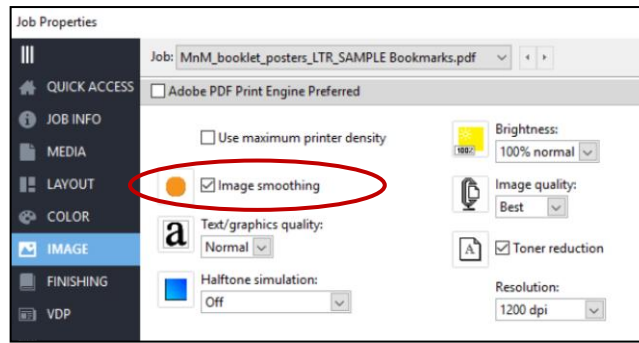 Job Properties
QUICK ACCESS
JOB INFO
MEDIA
LAYOUT
COLOR
IMAGE
FINISHING
VDP
Job: MnM_booklet_posters_LTR_SAMPLE Bookmarks.pdf
Adobe PDF Print Engine Preferred
Use maximum printer density
Image smoothing
a
Text/graphics quality:
Normal
Halftone simulation:
Off
100%
Brightness:
100% normal
Image quality:
Best
A
Toner reduction
Resolution:
1200 dpi